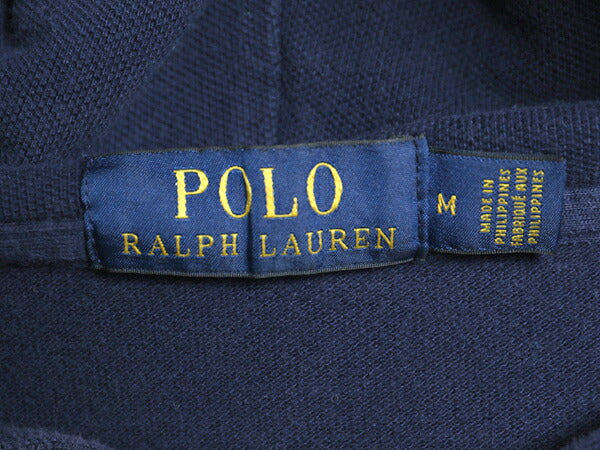 POLO
RALPH LAUREN
M
MADE IN
PHILIPPINES
FABRIQUÉ AUX
PHILIPPINES